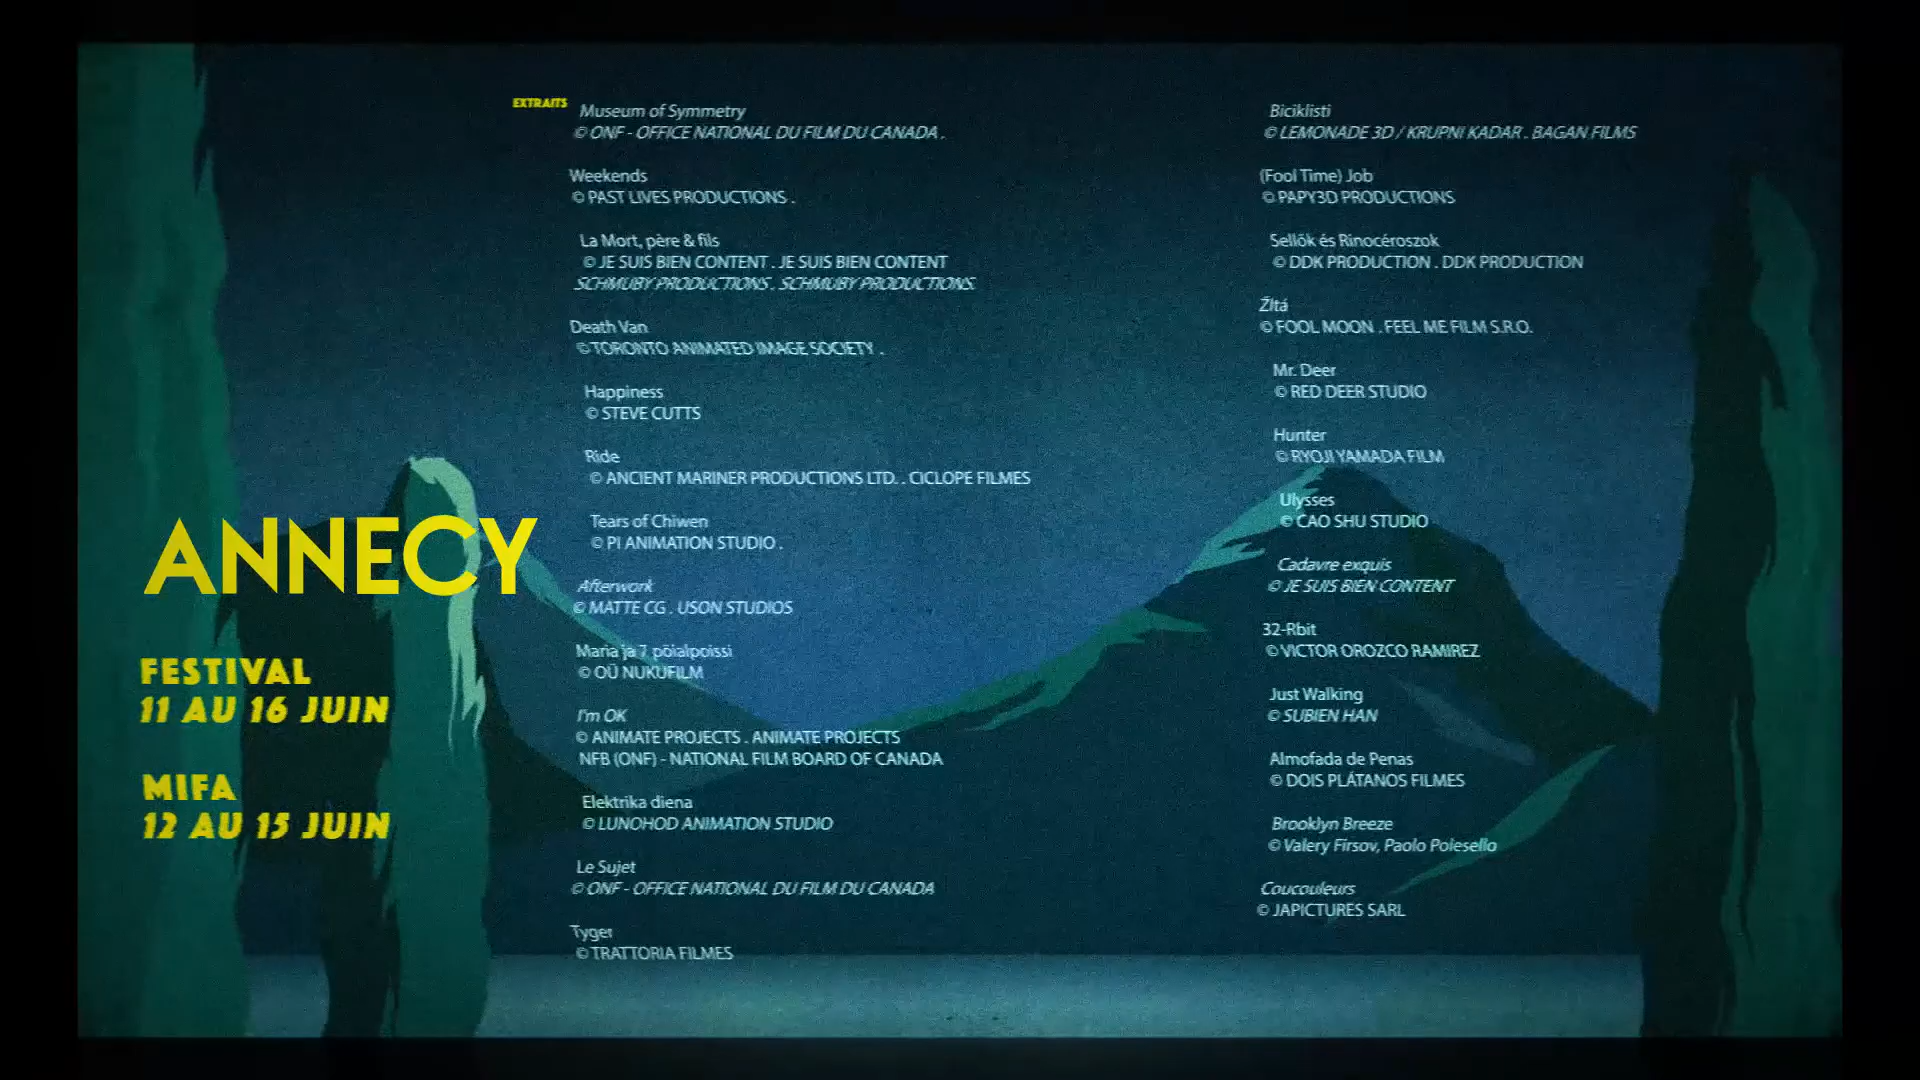 ANNECY
FESTIVAL
11 AU 16 JUIN
MIFA
12 AU 15 JUIN
EXTRAITS
Museum of Symmetry
© ONF - OFFICE NATIONAL DU FILM DU CANADA .
Weekends
© PAST LIVES PRODUCTIONS .
La Mort, père & fils
© JE SUIS BIEN CONTENT . JE SUIS BIEN CONTENT
SCHMUBY PRODUCTIONS . SCHMUBY PRODUCTIONS
Death Van
© TORONTO ANIMATED IMAGE SOCIETY .
Happiness
© STEVE CUTTS
Ride
© ANCIENT MARINER PRODUCTIONS LTD. . CICLOPE FILMES
Tears of Chiwen
© PI ANIMATION STUDIO .
Afterwork
© MATTE CG . USON STUDIOS
Maria ja 7 pöialpoissi
© OÜ NUKUFILM
I'm OK
© ANIMATE PROJECTS . ANIMATE PROJECTS
NFB (ONF) - NATIONAL FILM BOARD OF CANADA
Elektrika diena
© LUNOHOD ANIMATION STUDIO
Le Sujet
© ONF - OFFICE NATIONAL DU FILM DU CANADA
Tyger
© TRATTORIA FILMES
Biciklisti
© LEMONADE 3D / KRUPNI KADAR . BAGAN FILMS
(Fool Time) Job
© PAPY3D PRODUCTIONS
Sellők és Rinocéroszok
© DDK PRODUCTION . DDK PRODUCTION
Žltá
© FOOL MOON . FEEL ME FILM S.R.O.
Mr. Deer
© RED DEER STUDIO
Hunter
© RYOJI YAMADA FILM
Ulysses
© CAO SHU STUDIO
Cadavre exquis
© JE SUIS BIEN CONTENT
32-Rbit
© VICTOR OROZCO RAMIREZ
Just Walking
© SUBIEN HAN
Almofada de Penas
© DOIS PLÁTANOS FILMES
Brooklyn Breeze
© Valery Firsov, Paolo Polesello
Coucouleurs
© JAPICTURES SARL